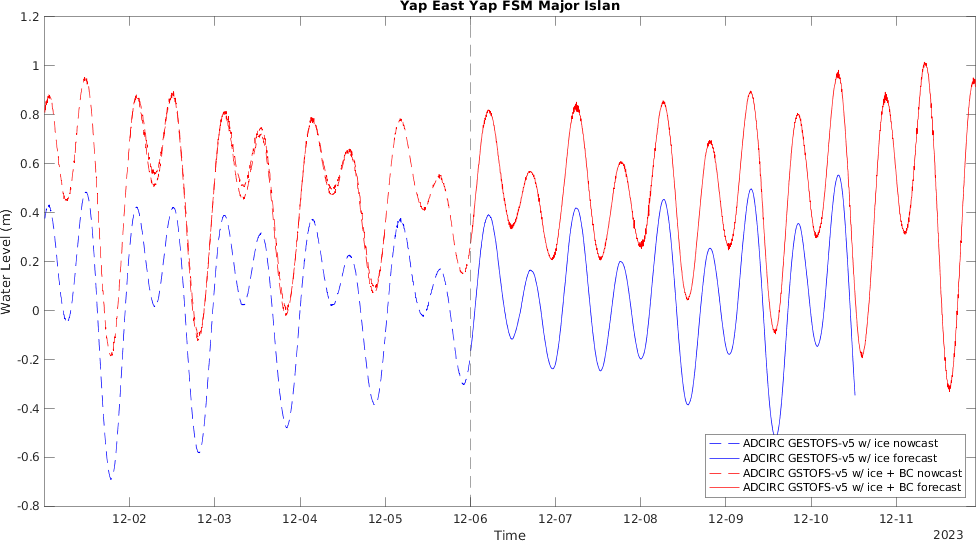 Yap East Yap FSM Major Islan
1.2
1
0.8
0.6
0.4
0.2
0
-0.2
-0.4
-0.6
-0.8
Water Level (m)
ADCIRC GESTOFS-v5 w/ ice nowcast
ADCIRC GESTOFS-v5 w/ ice forecast
ADCIRC GSTOFS-v5 w/ ice + BC nowcast
ADCIRC GSTOFS-v5 w/ ice + BC forecast
12-02 12-03 12-04 12-05 12-06 12-07 12-08 12-09 12-10 12-11
Time
2023